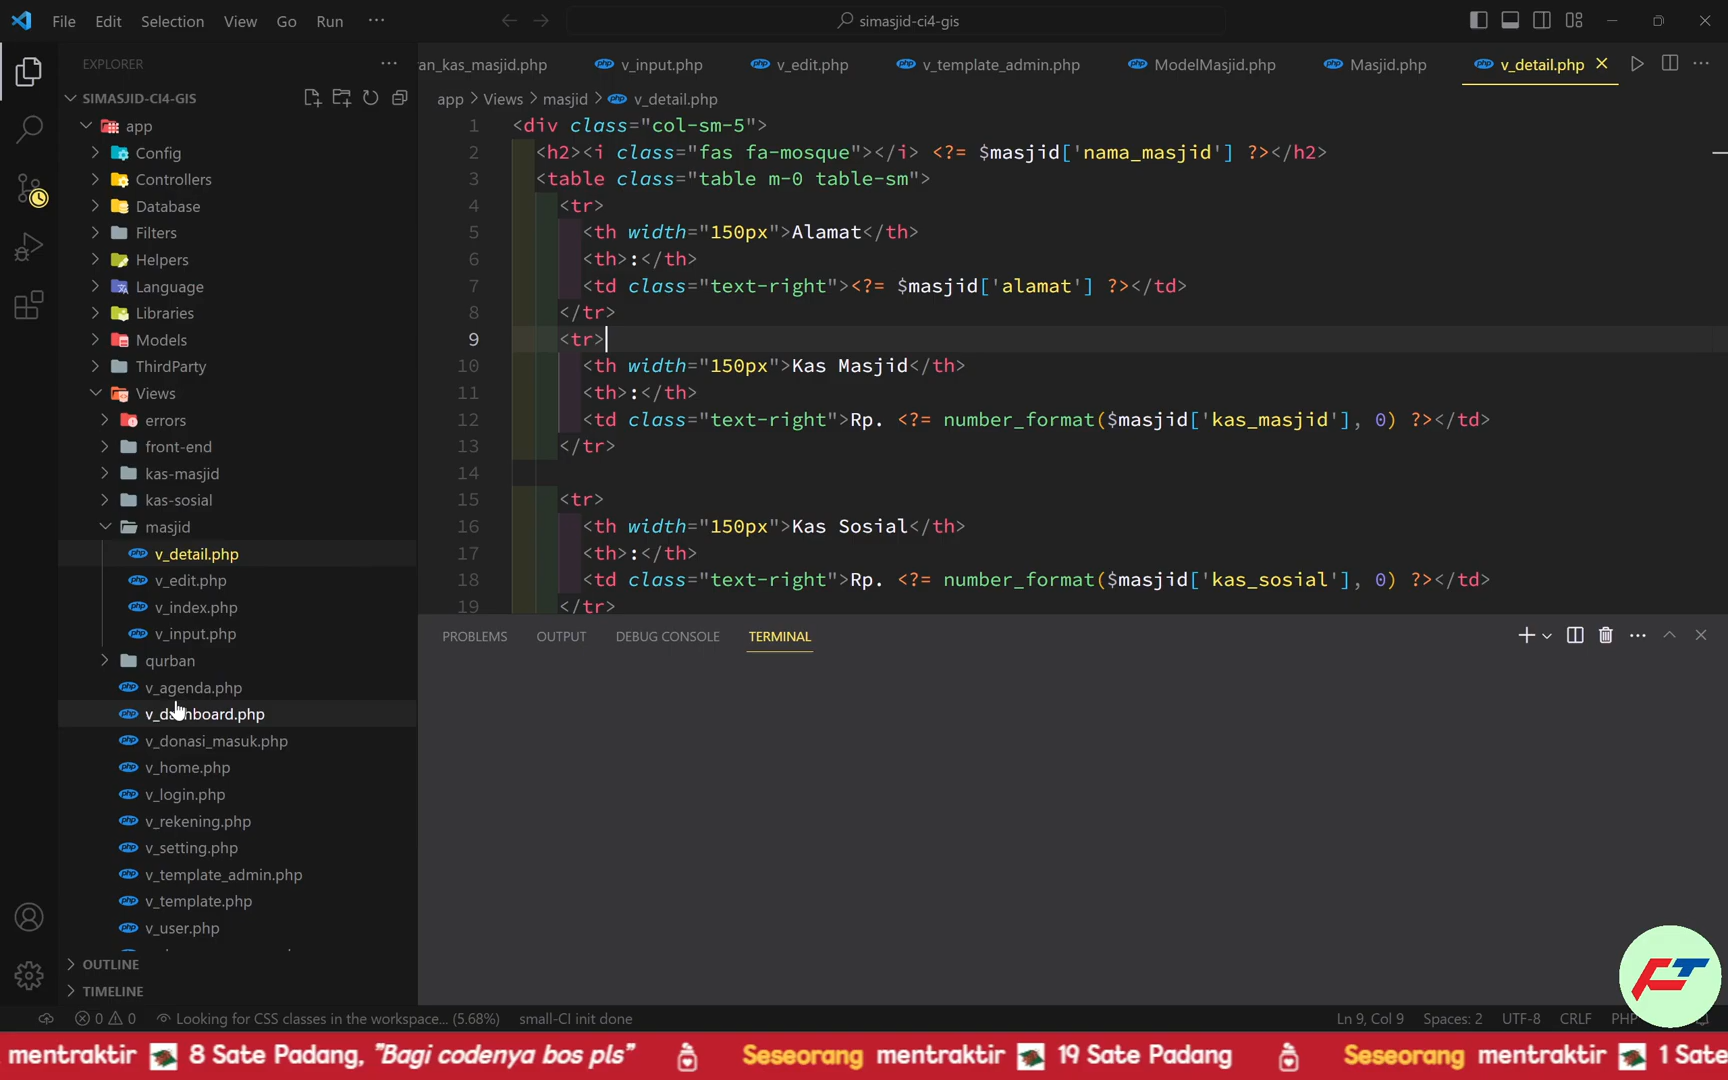 File Edit Selection View Go Run ···
simasjid-ci4-gis
EXPLORER
SIMASJID-CI4-GIS
app
Config
Controllers
Database
Filters
Helpers
Language
Libraries
Models
ThirdParty
Views
errors
front-end
kas-masjid
kas-sosial
masjid
v_detail.php
v_edit.php
v_index.php
v_input.php
qurban
v_agenda.php
v_dashboard.php
v_donasi_masuk.php
v_home.php
v_login.php
v_rekening.php
v_setting.php
v_template_admin.php
v_template.php
v_user.php
OUTLINE
TIMELINE
an_kas_masjid.php v_input.php v_edit.php v_template_admin.php ModelMasjid.php Masjid.php v_detail.php
app > Views > masjid > v_detail.php
1 <div class="col-sm-5">
2 <h2><i class="fas fa-mosque"></i> <?= $masjid['nama_masjid'] ?></h2>
3 <table class="table m-0 table-sm">
4 <tr>
5 <th width="150px">Alamat</th>
6 <th>:</th>
7 <td class="text-right"><?= $masjid['alamat'] ?></td>
8 </tr>
9 <tr>
10 <th width="150px">Kas Masjid</th>
11 <th>:</th>
12 <td class="text-right">Rp. <?= number_format($masjid['kas_masjid'], 0) ?></td>
13 </tr>
14
15 <tr>
16 <th width="150px">Kas Sosial</th>
17 <th>:</th>
18 <td class="text-right">Rp. <?= number_format($masjid['kas_sosial'], 0) ?></td>
19 </tr>
PROBLEMS OUTPUT DEBUG CONSOLE TERMINAL
0 0 Looking for CSS classes in the workspace... (5.68%) small-CI init done Ln 9, Col 9 Spaces: 2 UTF-8 CRLF PHP
FT
mentraktir 8 Sate Padang, "Bagi codenya bos pls" Seseorang mentraktir 19 Sate Padang Seseorang mentraktir 1 Sate